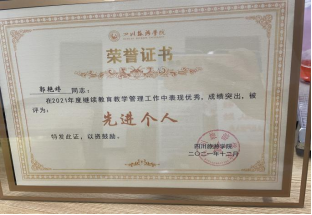 四川旅游学院
荣誉证书
郭艳婷 同志：
在2021年度继续教育教学管理工作中表现优秀，成绩突出，被
评为：
先进个人
特发此证，以资鼓励。
四川旅游学院
二〇二一年十二月